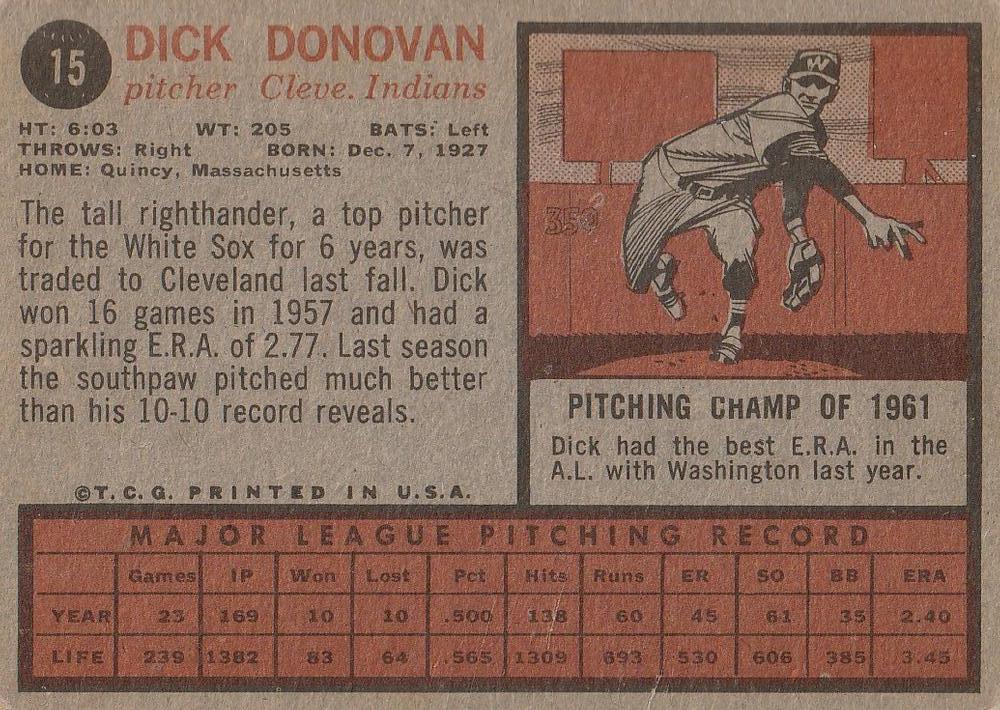 15
DICK DONOVAN
pitcher Cleve. Indians
HT: 6:03 WT: 205 BATS: Left
THROWS: Right BORN: Dec. 7, 1927
HOME: Quincy, Massachusetts
The tall righthander, a top pitcher
for the White Sox for 6 years, was
traded to Cleveland last fall. Dick
won 16 games in 1957 and had a
sparkling E.R.A. of 2.77. Last season
the southpaw pitched much better
than his 10-10 record reveals.
©T.C.G. PRINTED IN U.S.A.
W
359
PITCHING CHAMP OF 1961
Dick had the best E.R.A. in the
A.L. with Washington last year.
MAJOR LEAGUE PITCHING RECORD
Games IP Won Lost Pct Hits Runs ER SO BB ERA
YEAR 23 169 10 10 .500 138 60 45 61 35 2.40
LIFE 239 1382 83 64 .565 1309 693 530 606 385 3.45